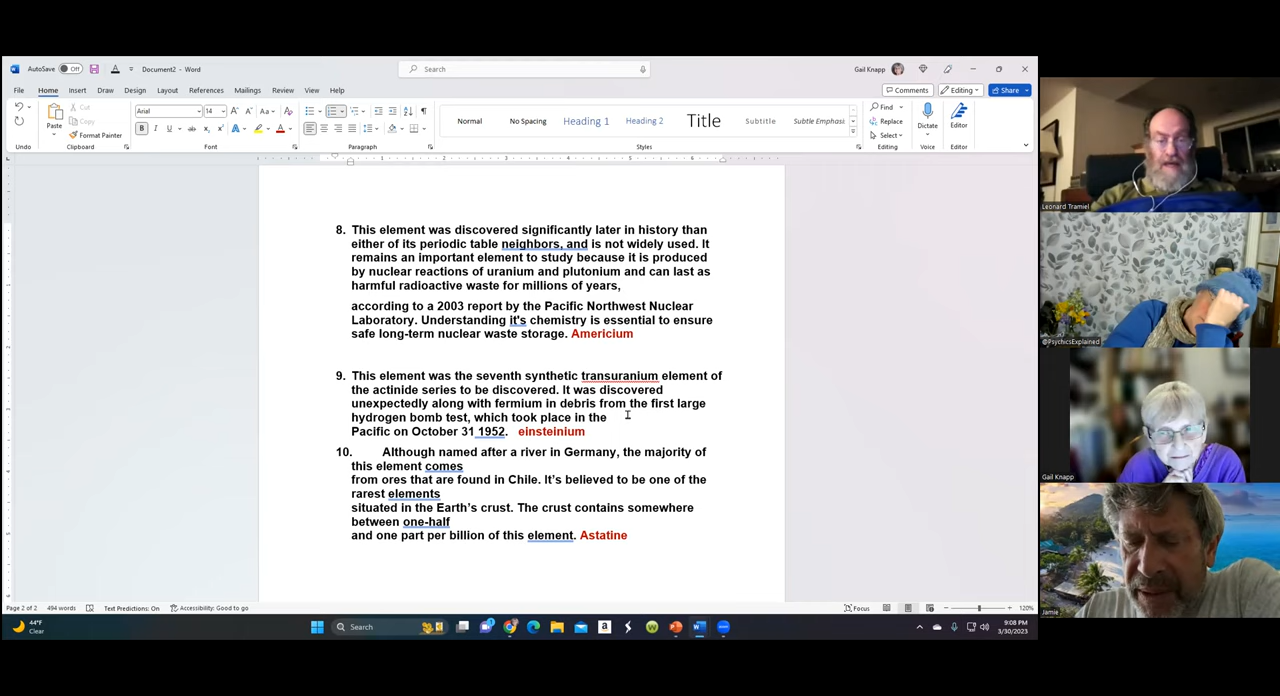 AutoSave Off Document2 - Word Search Gail Knapp
File Home Insert Draw Design Layout References Mailings Review View Help Comments Editing Share
Paste Cut Copy Format Painter
Arial 14
Normal No Spacing Heading 1 Heading 2 Title Subtitle Subtle Emphasis
Find Replace Select Dictate Editor
Undo Clipboard Font Paragraph Styles Editing Voice Editor
8. This element was discovered significantly later in history than
either of its periodic table neighbors, and is not widely used. It
remains an important element to study because it is produced
by nuclear reactions of uranium and plutonium and can last as
harmful radioactive waste for millions of years,
according to a 2003 report by the Pacific Northwest Nuclear
Laboratory. Understanding it's chemistry is essential to ensure
safe long-term nuclear waste storage. Americium
9. This element was the seventh synthetic transuranium element of
the actinide series to be discovered. It was discovered
unexpectedly along with fermium in debris from the first large
hydrogen bomb test, which took place in the
Pacific on October 31 1952. einsteinium
10. Although named after a river in Germany, the majority of
this element comes
from ores that are found in Chile. It's believed to be one of the
rarest elements
situated in the Earth's crust. The crust contains somewhere
between one-half
and one part per billion of this element. Astatine
Page 2 of 2 494 words Text Predictions: On Accessibility: Good to go Focus 120%
44°F
Clear
Search
9:08 PM
3/30/2023
Leonard Tramiel
@PsychicsExplained
Gail Knapp
Jamie